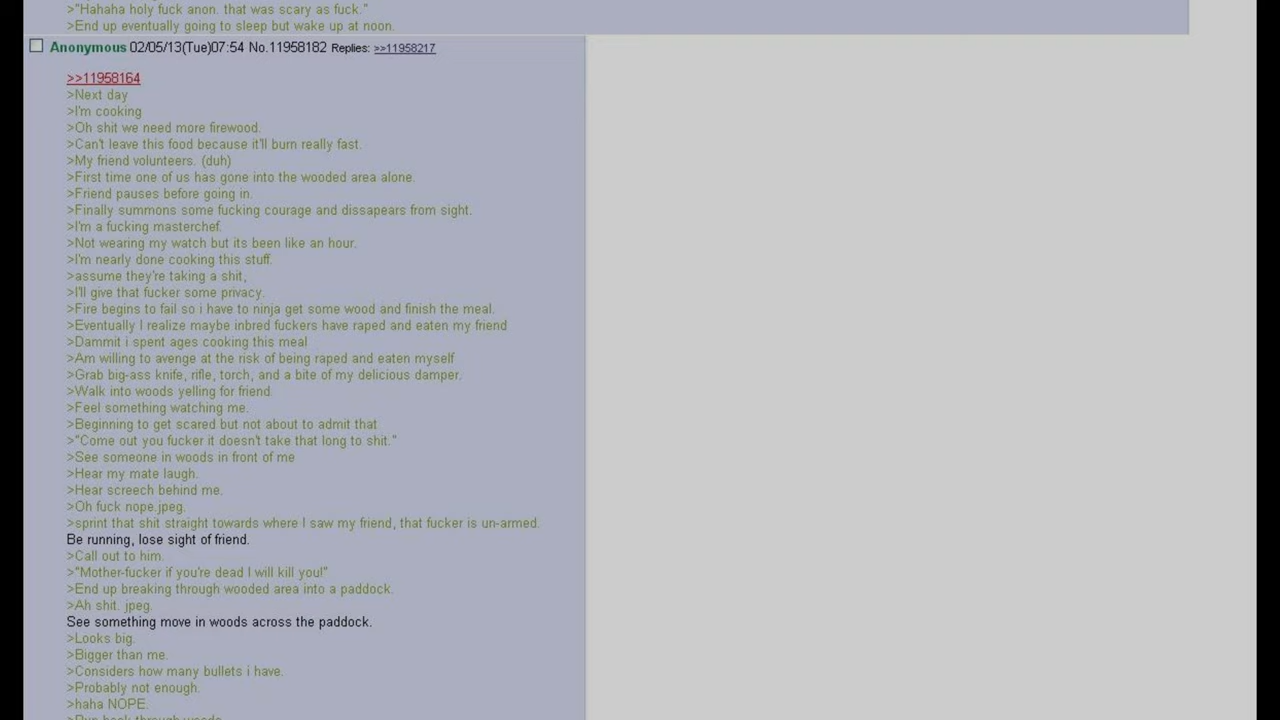 >"Hahaha holy fuck anon. that was scary as fuck."
>End up eventually going to sleep but wake up at noon.
Anonymous 02/05/13(Tue)07:54 No.11958182 Replies: >>11958217
>>11958164
>Next day
>I'm cooking
>Oh shit we need more firewood.
>Can't leave this food because it'll burn really fast.
>My friend volunteers. (duh)
>First time one of us has gone into the wooded area alone.
>Friend pauses before going in.
>Finally summons some fucking courage and dissapears from sight.
>I'm a fucking masterchef.
>Not wearing my watch but its been like an hour.
>I'm nearly done cooking this stuff.
>assume they're taking a shit,
>I'll give that fucker some privacy.
>Fire begins to fail so i have to ninja get some wood and finish the meal.
>Eventually I realize maybe inbred fuckers have raped and eaten my friend
>Dammit i spent ages cooking this meal
>Am willing to avenge at the risk of being raped and eaten myself
>Grab big-ass knife, rifle, torch, and a bite of my delicious damper.
>Walk into woods yelling for friend.
>Feel something watching me.
>Beginning to get scared but not about to admit that
>"Come out you fucker it doesn't take that long to shit."
>See someone in woods in front of me
>Hear my mate laugh.
>Hear screech behind me.
>Oh fuck nope.jpeg.
>sprint that shit straight towards where I saw my friend, that fucker is un-armed.
Be running, lose sight of friend.
>Call out to him.
>"Mother-fucker if you're dead I will kill you!"
>End up breaking through wooded area into a paddock.
>Ah shit. jpeg.
See something move in woods across the paddock.
>Looks big.
>Bigger than me.
>Considers how many bullets i have.
>Probably not enough.
>haha NOPE.
>Run back through woods